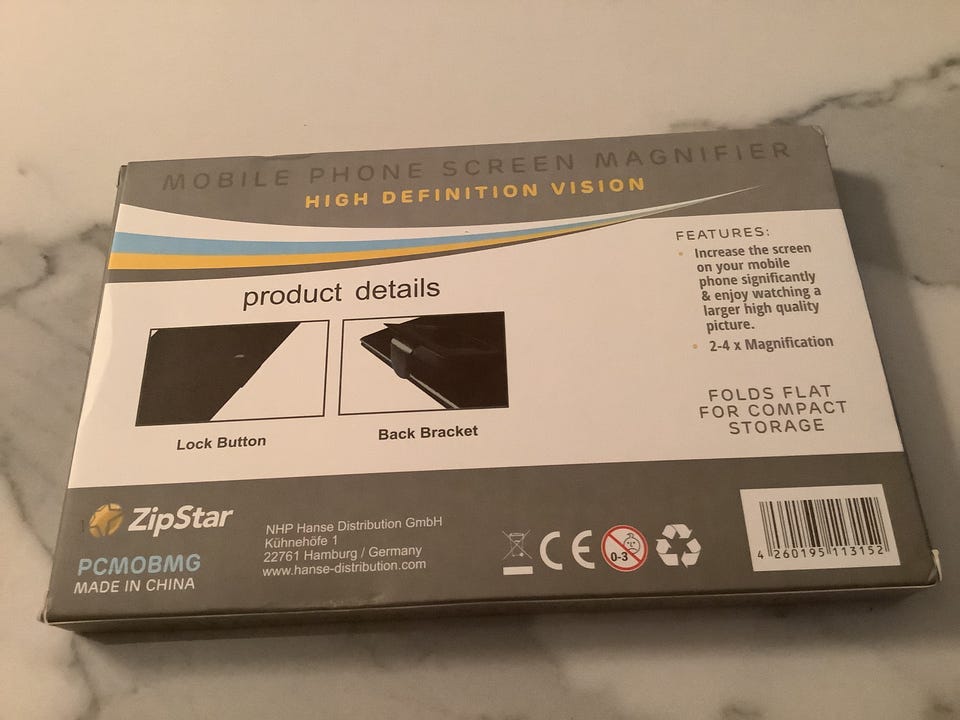 MOBILE PHONE SCREEN MAGNIFIER
HIGH DEFINITION VISION
product details
Lock Button
Back Bracket
FEATURES:
• Increase the screen
on your mobile
phone significantly
& enjoy watching a
larger high quality
picture.
• 2-4 x Magnification
FOLDS FLAT
FOR COMPACT
STORAGE
ZipStar
PCMOBMG
MADE IN CHINA
NHP Hanse Distribution GmbH
Kühnehöfe 1
22761 Hamburg / Germany
www.hanse-distribution.com
CE
0-3
4 260195 113152